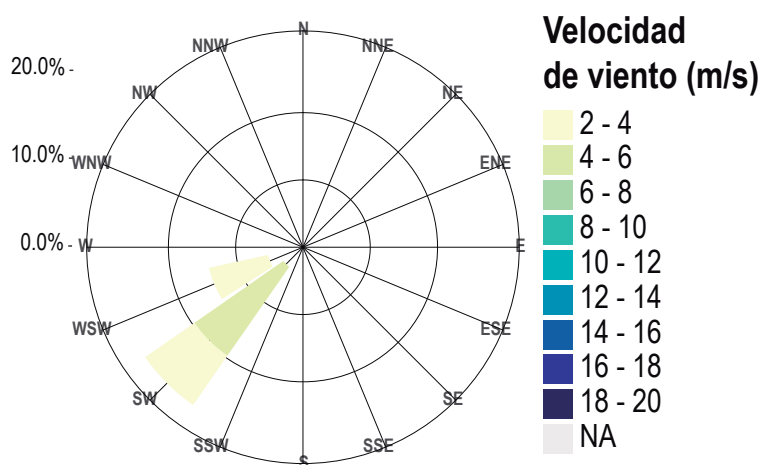 Velocidad
de viento (m/s)
N
NNW
NNE
20.0%
NW
NE
10.0%
WNW
ENE
0.0%
W
E
WSW
ESE
SW
SE
SSW
SSE
S
2 - 4
4 - 6
6 - 8
8 - 10
10 - 12
12 - 14
14 - 16
16 - 18
18 - 20
NA